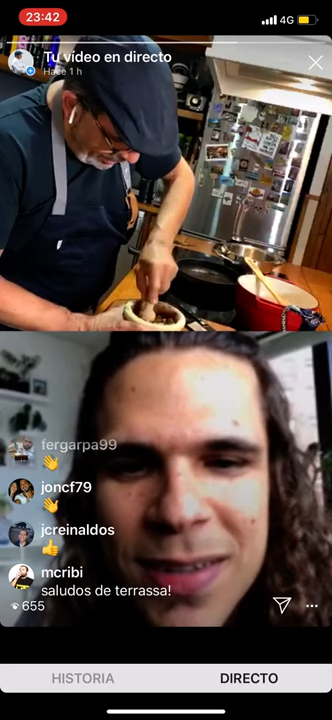 23:42
4G
Tu vídeo en directo
Hace 1 h
fergarpa99
👋
joncf79
👋
jcreinaldos
👍
mcribi
saludos de terrassa!
655
HISTORIA
DIRECTO